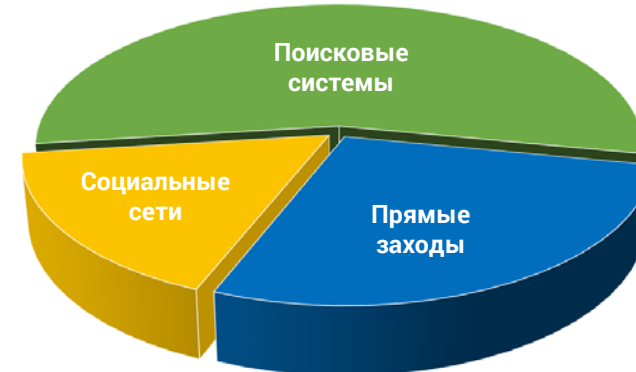 Поисковые
системы
Социальные
сети
Прямые
заходы